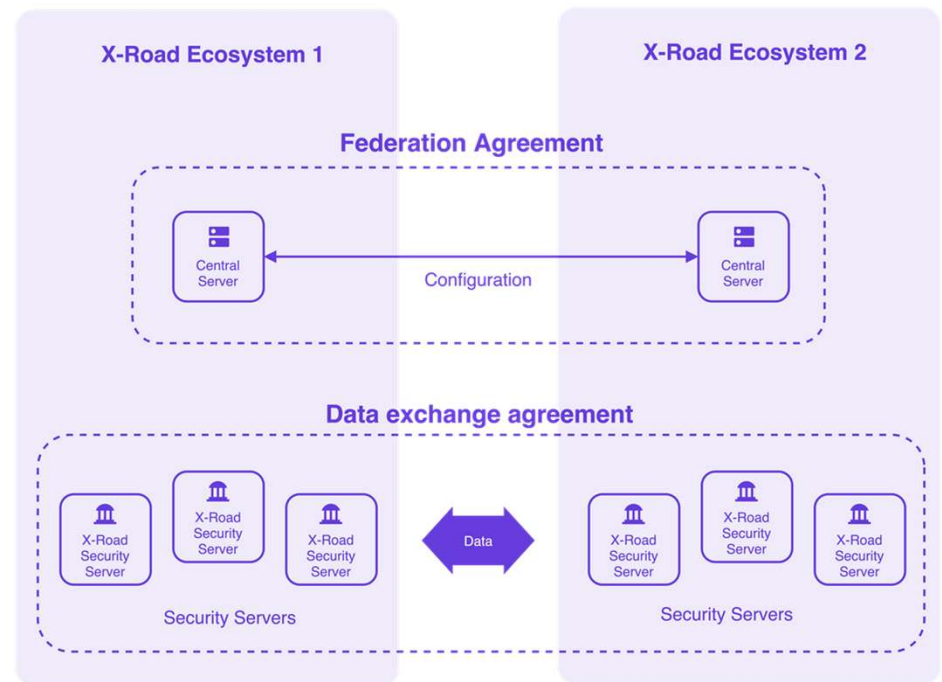 X-Road Ecosystem 1
X-Road Ecosystem 2
Federation Agreement
Central
Server
Configuration
Central
Server
Data exchange agreement
X-Road
Security
Server
X-Road
Security
Server
X-Road
Security
Server
Data
X-Road
Security
Server
X-Road
Security
Server
X-Road
Security
Server
Security Servers
Security Servers